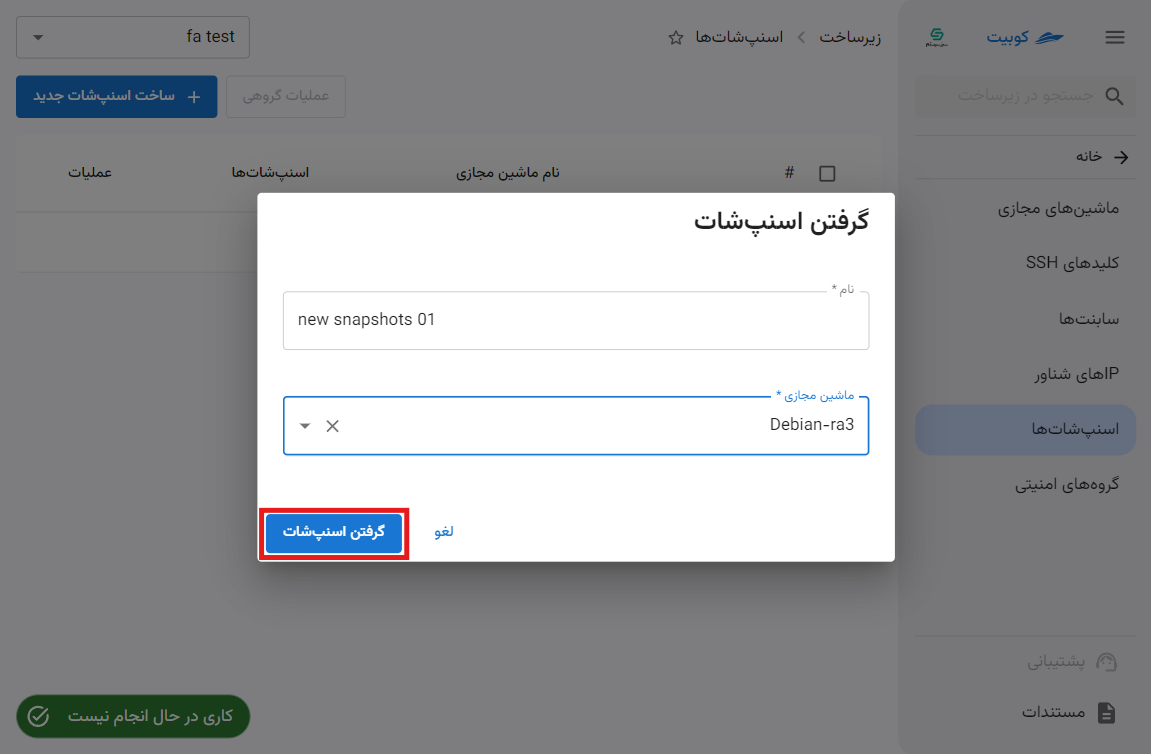 کوبیت
زیرساخت
اسنپ‌شات‌ها
fa test
جستجو در زیرساخت
خانه
ماشین‌های مجازی
کلیدهای SSH
سابنت‌ها
IPهای شناور
اسنپ‌شات‌ها
گروه‌های امنیتی
پشتیبانی
مستندات
عملیات گروهی
ساخت اسنپ‌شات جدید
# نام ماشین مجازی اسنپ‌شات‌ها عملیات
گرفتن اسنپ‌شات
نام *
new snapshots 01
ماشین مجازی *
Debian-ra3
لغو
گرفتن اسنپ‌شات
کاری در حال انجام نیست